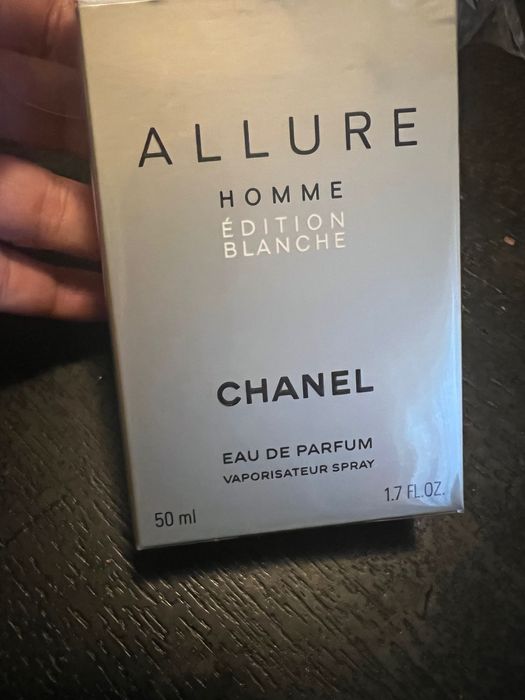 ALLURE
HOMME
ÉDITION
BLANCHE
CHANEL
EAU DE PARFUM
VAPORISATEUR SPRAY
50 ml 1.7 FL.OZ.